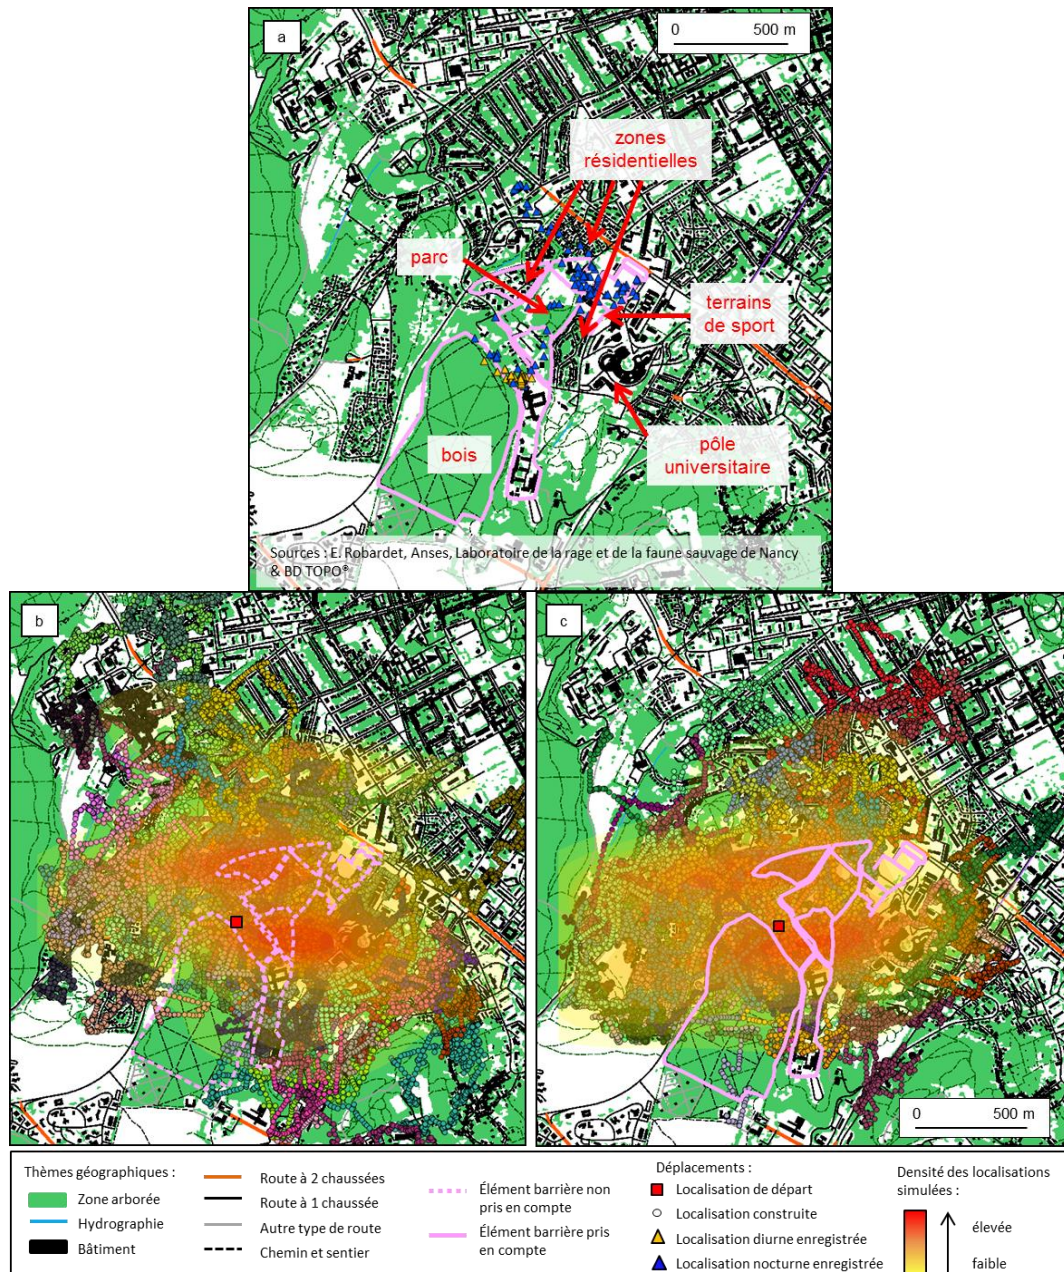 a
0 500 m
zones
résidentielles
parc
terrains
de sport
bois
pôle
universitaire
Sources : E. Robardet, Anses, Laboratoire de la rage et de la faune sauvage de Nancy
& BD TOPO®
b
c
0 500 m
Thèmes géographiques :
Zone arborée
Hydrographie
Bâtiment
Route à 2 chaussées
Route à 1 chaussée
Autre type de route
Chemin et sentier
Élément barrière non
pris en compte
Élément barrière pris
en compte
Déplacements :
Localisation de départ
Localisation construite
Localisation diurne enregistrée
Localisation nocturne enregistrée
Densité des localisations
simulées :
élevée
faible